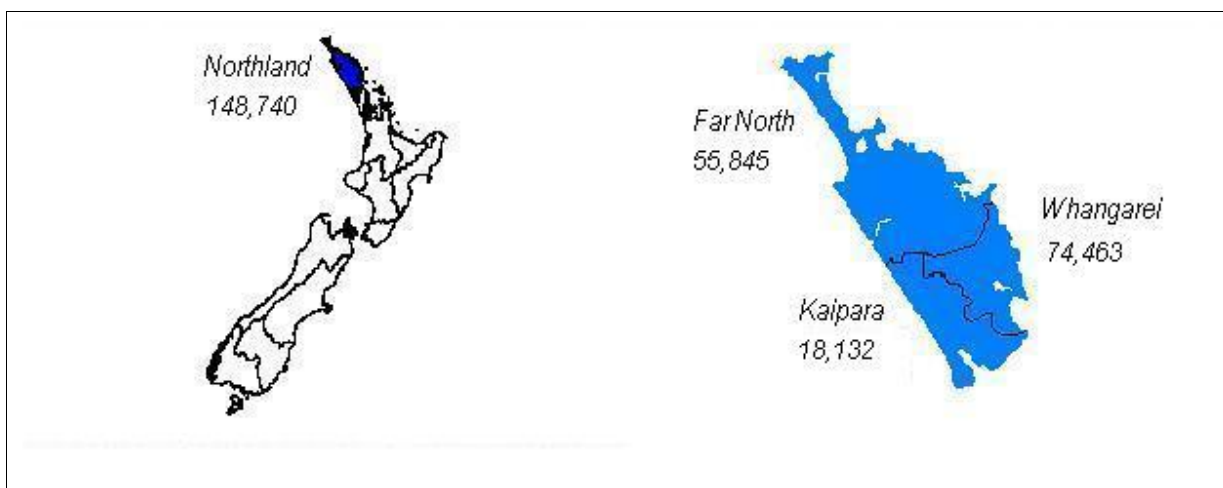 Northland
148,740
Far North
55,845
Whangarei
74,463
Kaipara
18,132